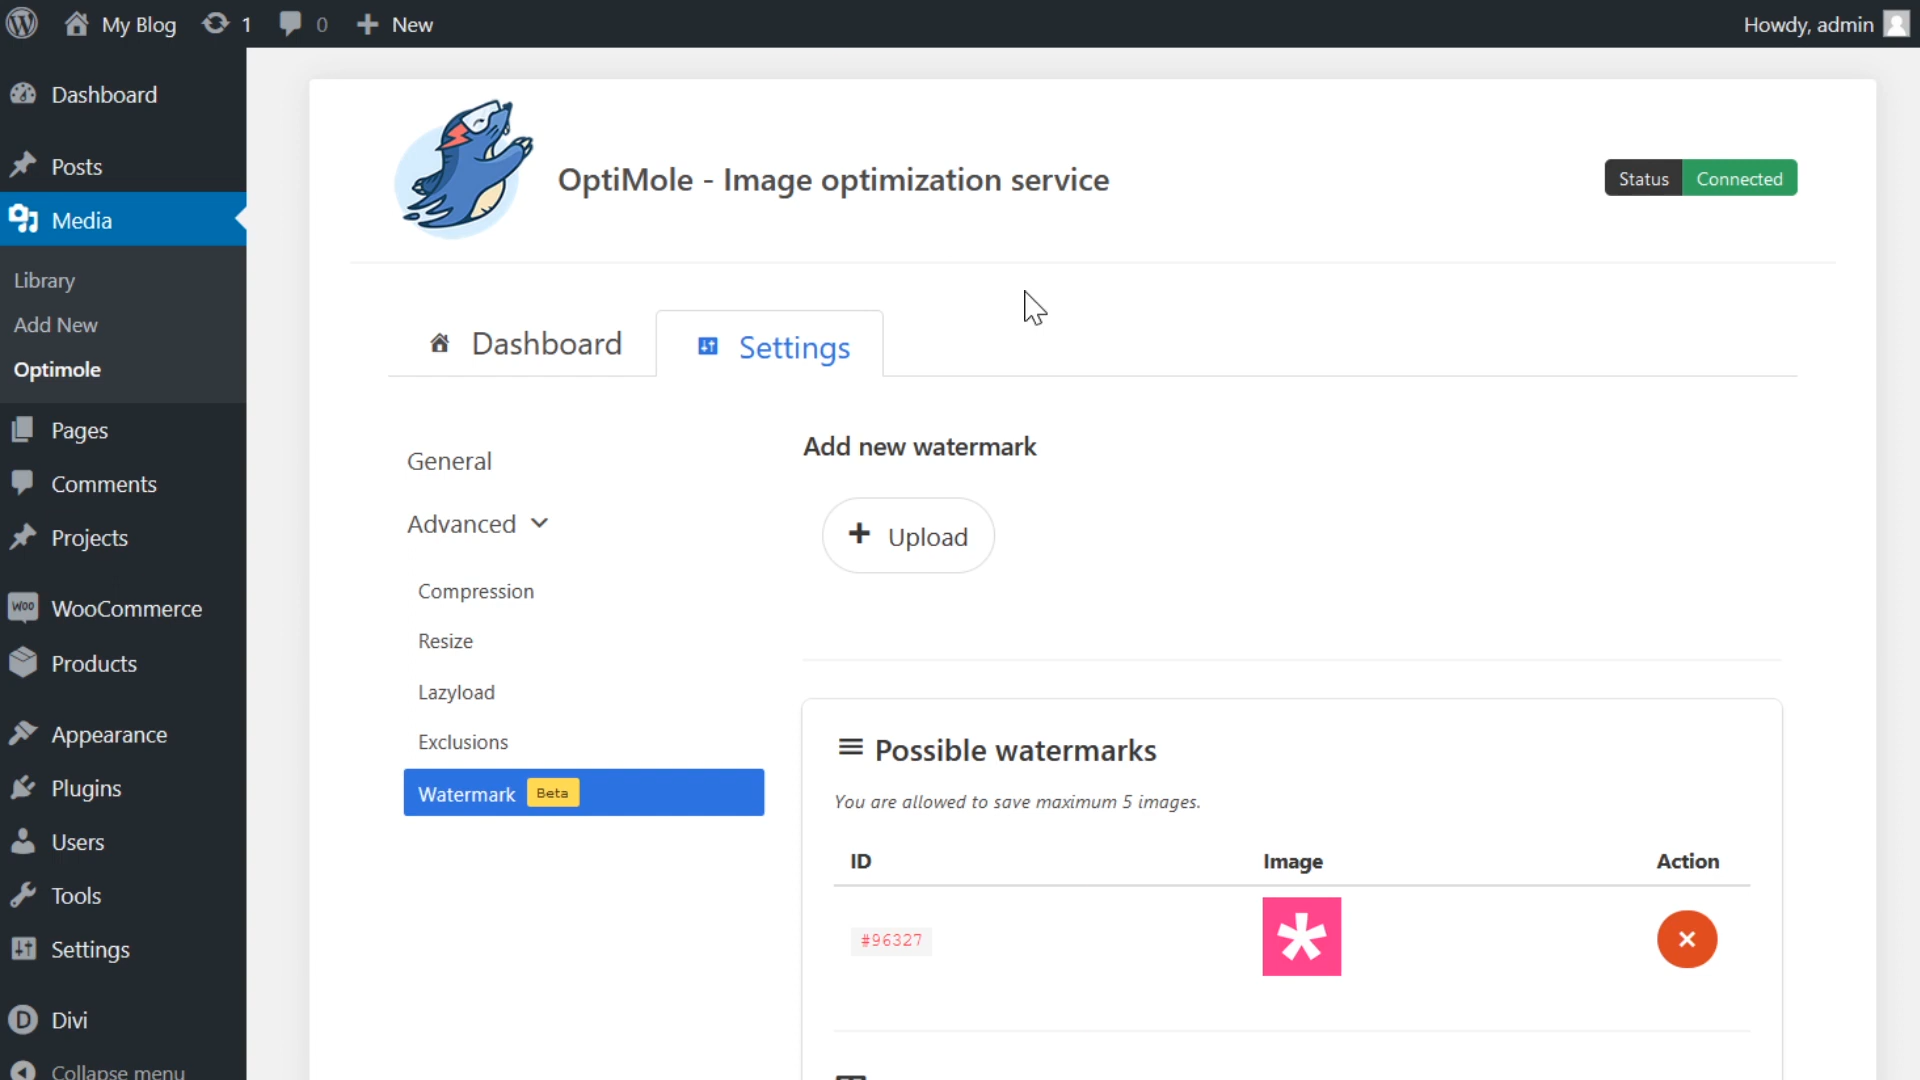 My Blog 1 0 New Howdy, admin
Dashboard
Posts
Media
Library
Add New
Optimole
Pages
Comments
Projects
WOO WooCommerce
Products
Appearance
Plugins
Users
Tools
Settings
Divi
Collapse menu
OptiMole - Image optimization service
Status Connected
Dashboard Settings
General
Advanced
Compression
Resize
Lazyload
Exclusions
Watermark Beta
Add new watermark
+ Upload
Possible watermarks
You are allowed to save maximum 5 images.
ID Image Action
#96327